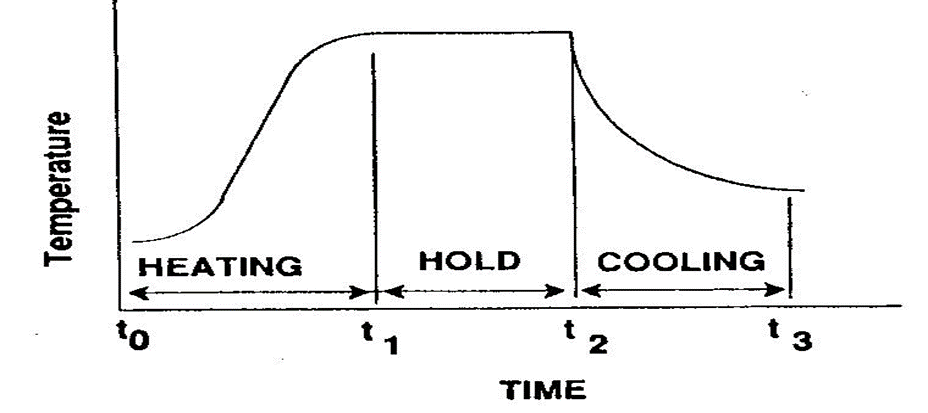 Temperature
HEATING
HOLD
COOLING
t0
t1
t2
t3
TIME